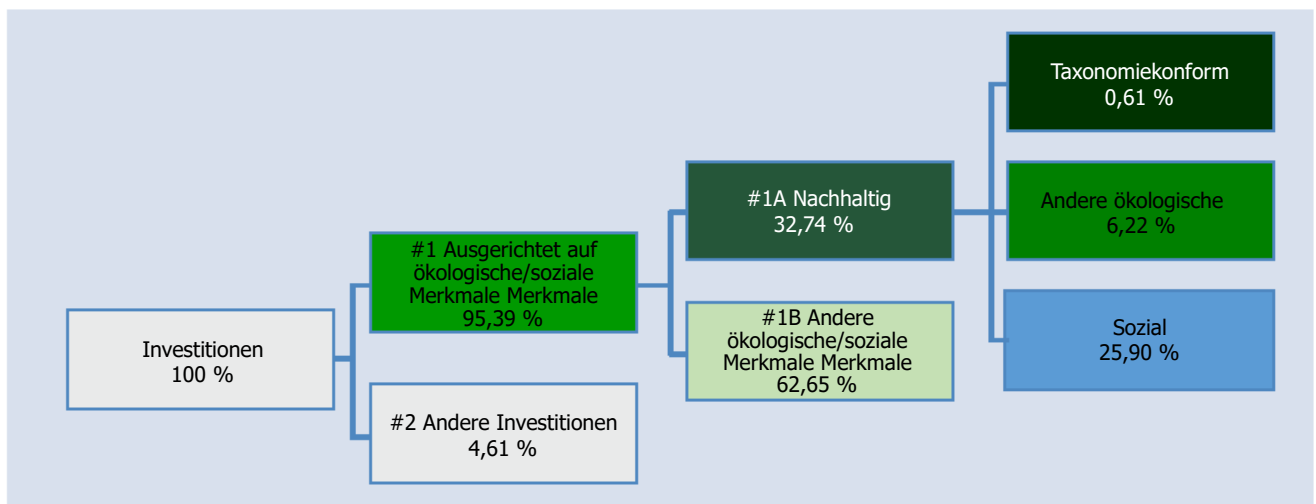 Investitionen
100 %
#1 Ausgerichtet auf
ökologische/soziale
Merkmale Merkmale
95,39 %
#2 Andere Investitionen
4,61 %
#1A Nachhaltig
32,74 %
#1B Andere
ökologische/soziale
Merkmale Merkmale
62,65 %
Taxonomiekonform
0,61 %
Andere ökologische
6,22 %
Sozial
25,90 %